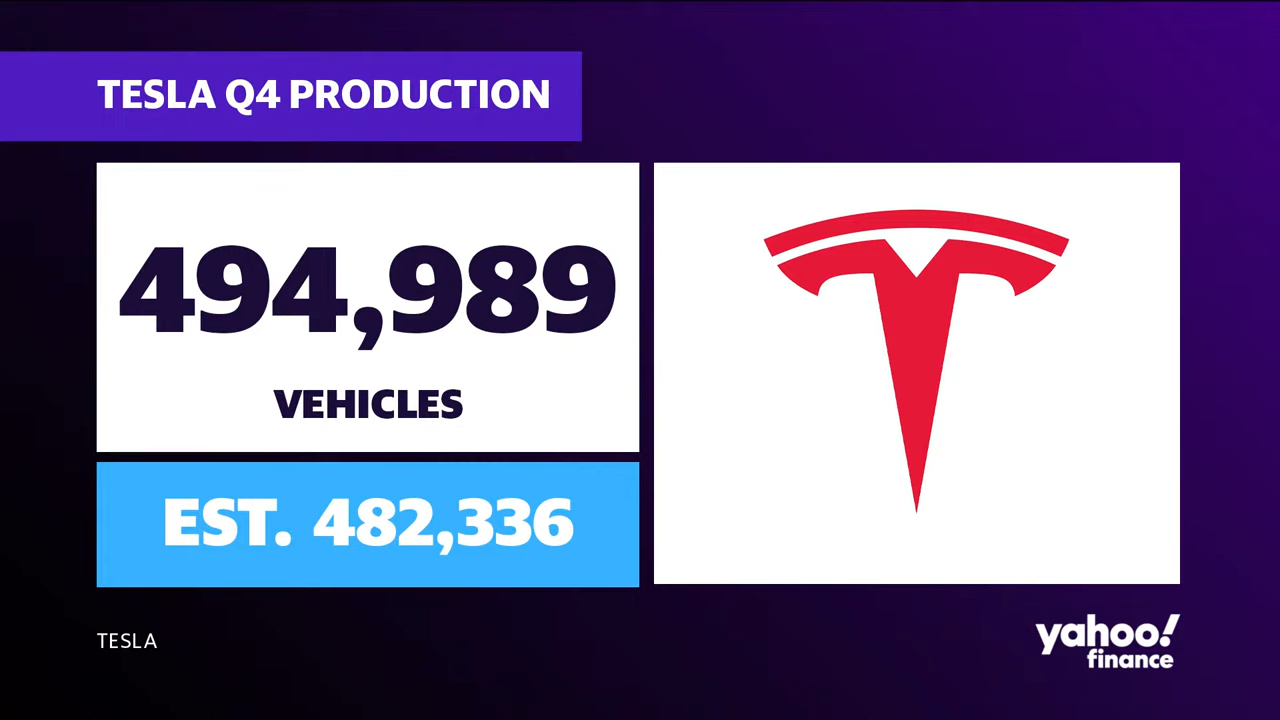 TESLA Q4 PRODUCTION
494,989
VEHICLES
EST. 482,336
TESLA
yahoo!
finance